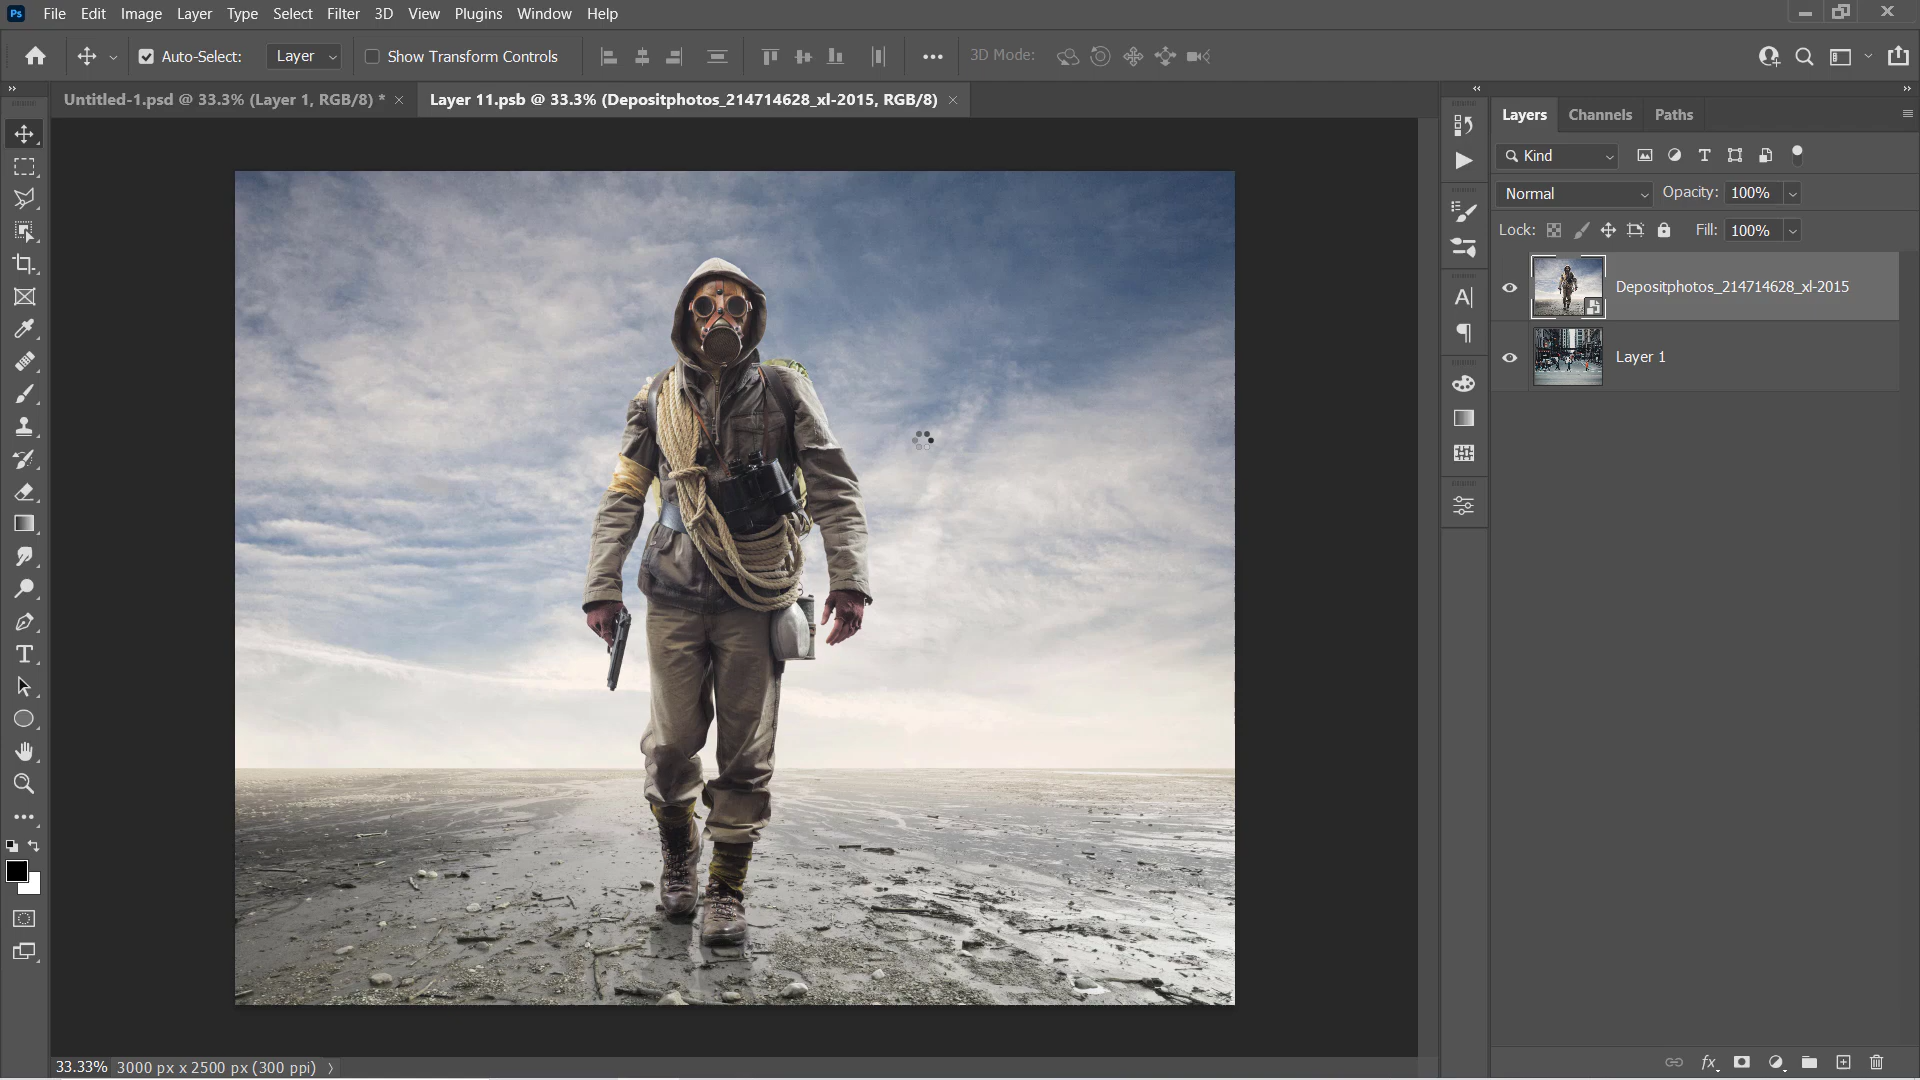 Ps File Edit Image Layer Type Select Filter 3D View Plugins Window Help
Auto-Select: Layer Show Transform Controls 3D Mode:
Untitled-1.psd @ 33.3% (Layer 1, RGB/8) * × Layer 11.psb @ 33.3% (Depositphotos_214714628_xl-2015, RGB/8) ×
Layers Channels Paths
Kind
Normal Opacity: 100%
Lock: Fill: 100%
Depositphotos_214714628_xl-2015
Layer 1
33.33% 3000 px x 2500 px (300 ppi)
fx